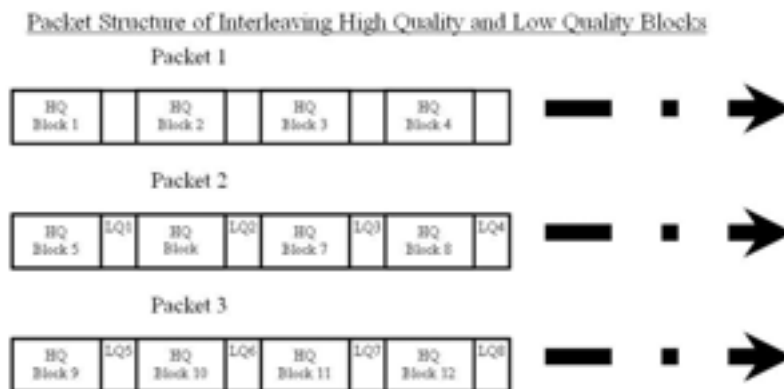 Packet Structure of Interleaving High Quality and Low Quality Blocks
Packet 1
HQ Block 1 HQ Block 2 HQ Block 3 HQ Block 4
Packet 2
HQ Block 5 LQ1 HQ Block LQ2 HQ Block 7 LQ3 HQ Block 8 LQ4
Packet 3
HQ Block 9 LQ5 HQ Block 10 LQ6 HQ Block 11 LQ7 HQ Block 12 LQ8